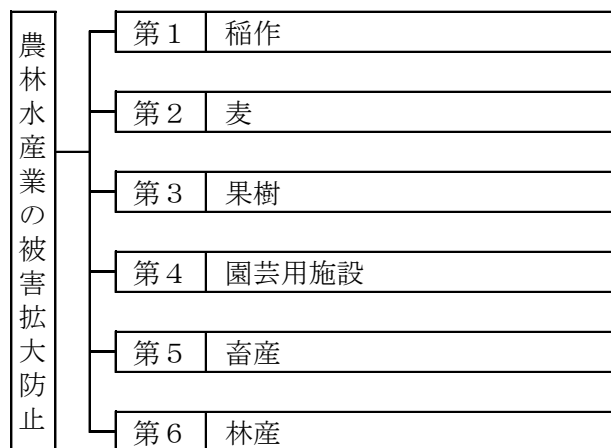 農林水産業の被害拡大防止
第１ 稲作
第２ 麦
第３ 果樹
第４ 園芸用施設
第５ 畜産
第６ 林産